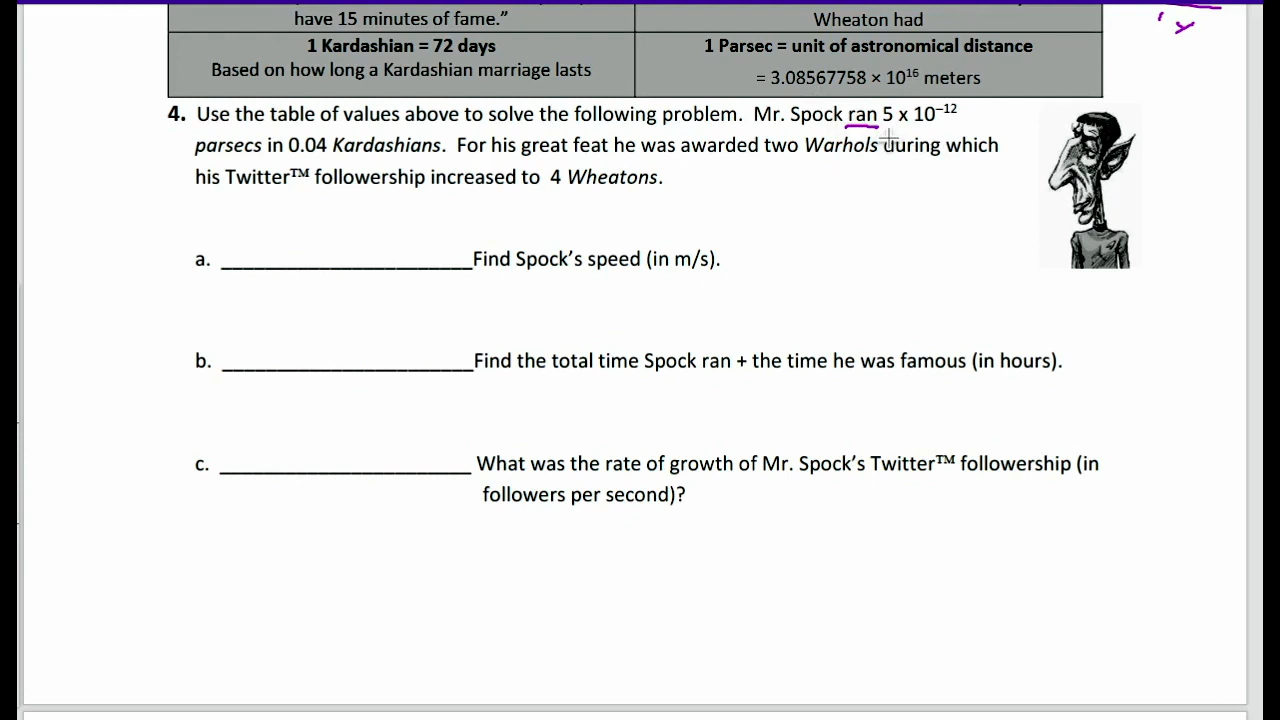 have 15 minutes of fame.”
Wheaton had
1 Kardashian = 72 days
Based on how long a Kardashian marriage lasts
1 Parsec = unit of astronomical distance
= 3.08567758 × 10¹⁶ meters
4. Use the table of values above to solve the following problem. Mr. Spock ran 5 x 10⁻¹²
parsecs in 0.04 Kardashians. For his great feat he was awarded two Warhols during which
his Twitter™ followership increased to 4 Wheatons.
a. ______________________Find Spock’s speed (in m/s).
b. ______________________Find the total time Spock ran + the time he was famous (in hours).
c. ______________________ What was the rate of growth of Mr. Spock’s Twitter™ followership (in
followers per second)?